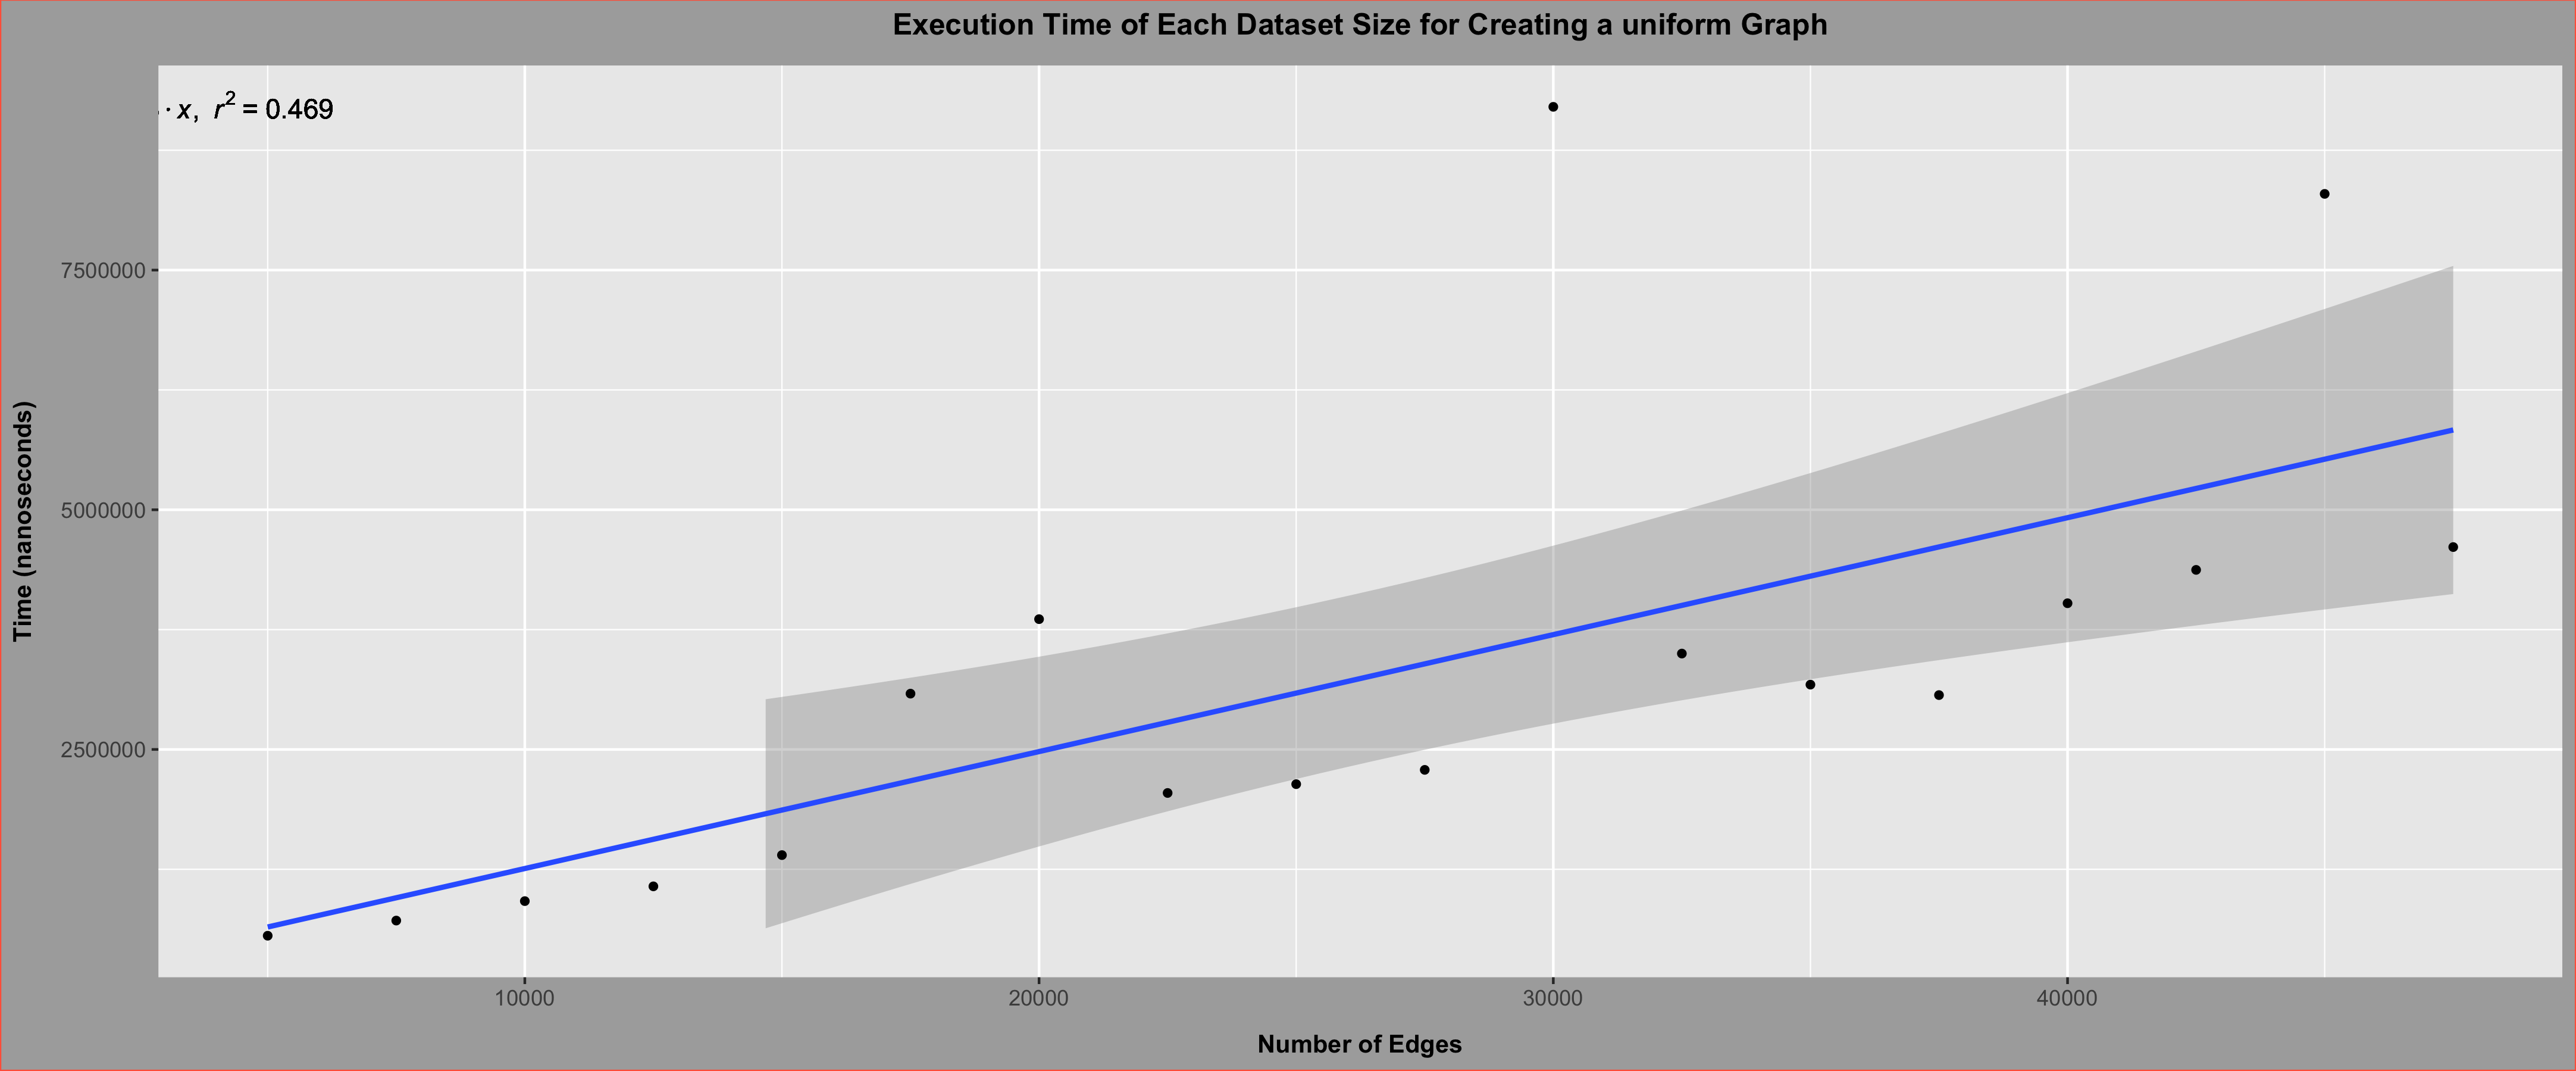 Execution Time of Each Dataset Size for Creating a uniform Graph
· x, r² = 0.469
7500000
5000000
2500000
Time (nanoseconds)
10000 20000 30000 40000
Number of Edges